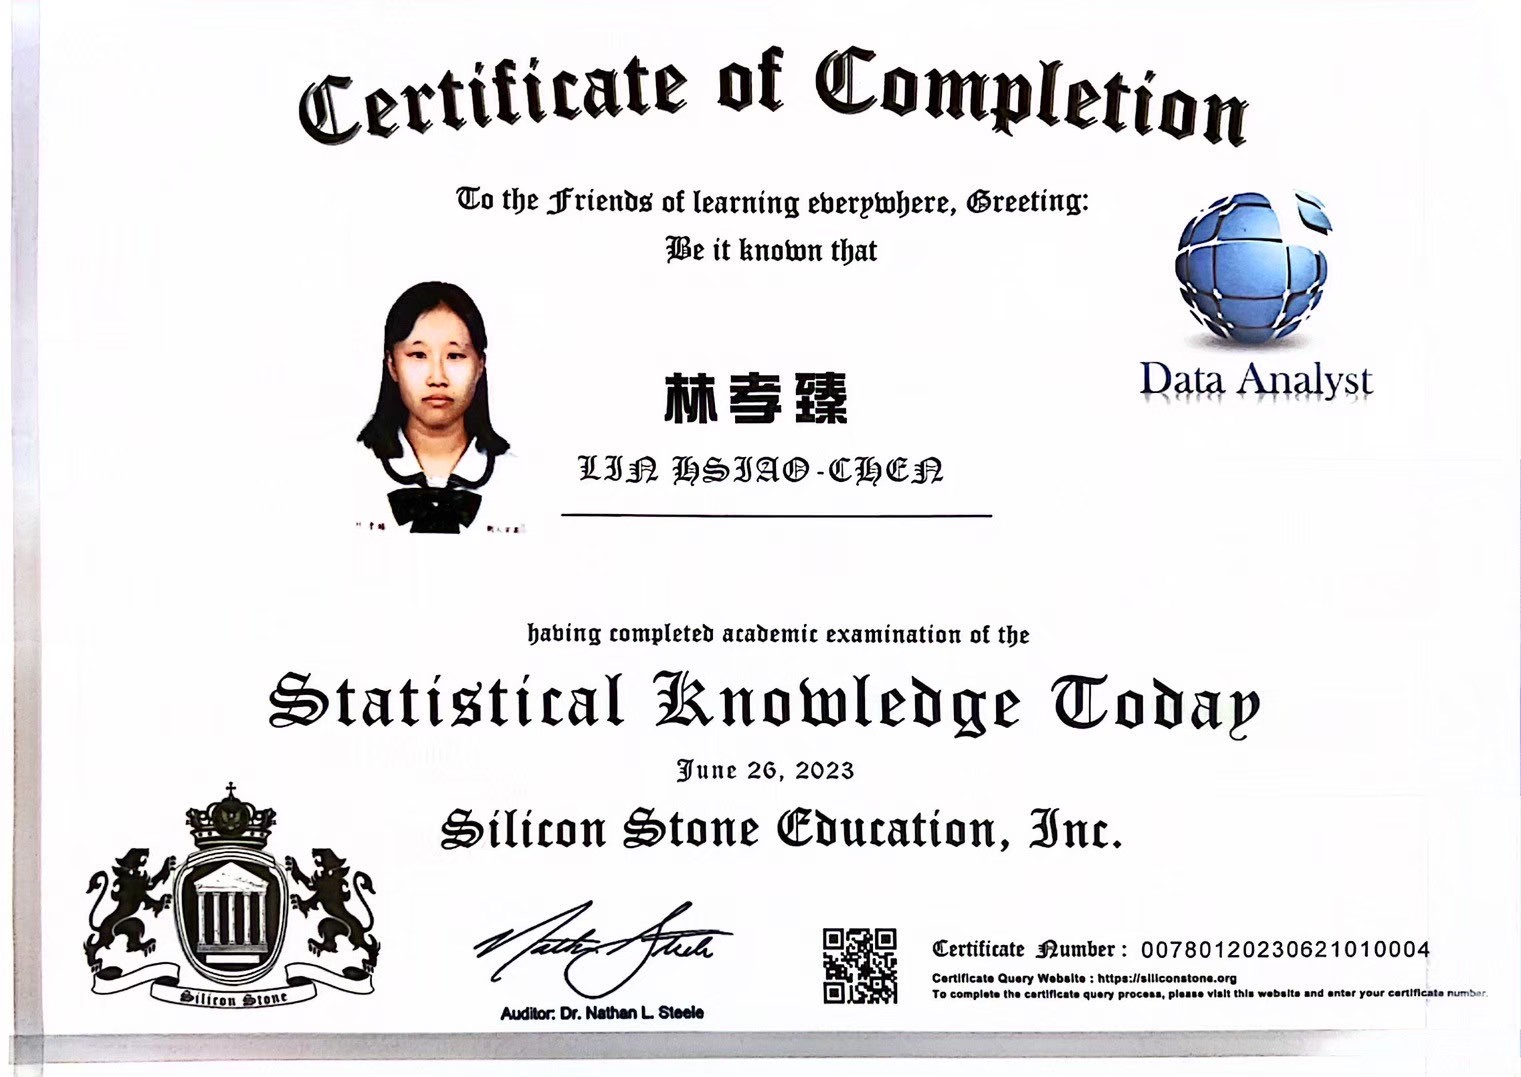 Certificate of Completion
To the Friends of learning everywhere, Greeting:
Be it known that
Data Analyst
林孝臻
LIN HSIAO-CHEN
having completed academic examination of the
Statistical Knowledge Today
June 26, 2023
Silicon Stone Education, Inc.
Silicon Stone
Auditor: Dr. Nathan L. Steele
Certificate Number : 00780120230621010004
Certificate Query Website : https://siliconstone.org
To complete the certificate query process, please visit this website and enter your certificate number.